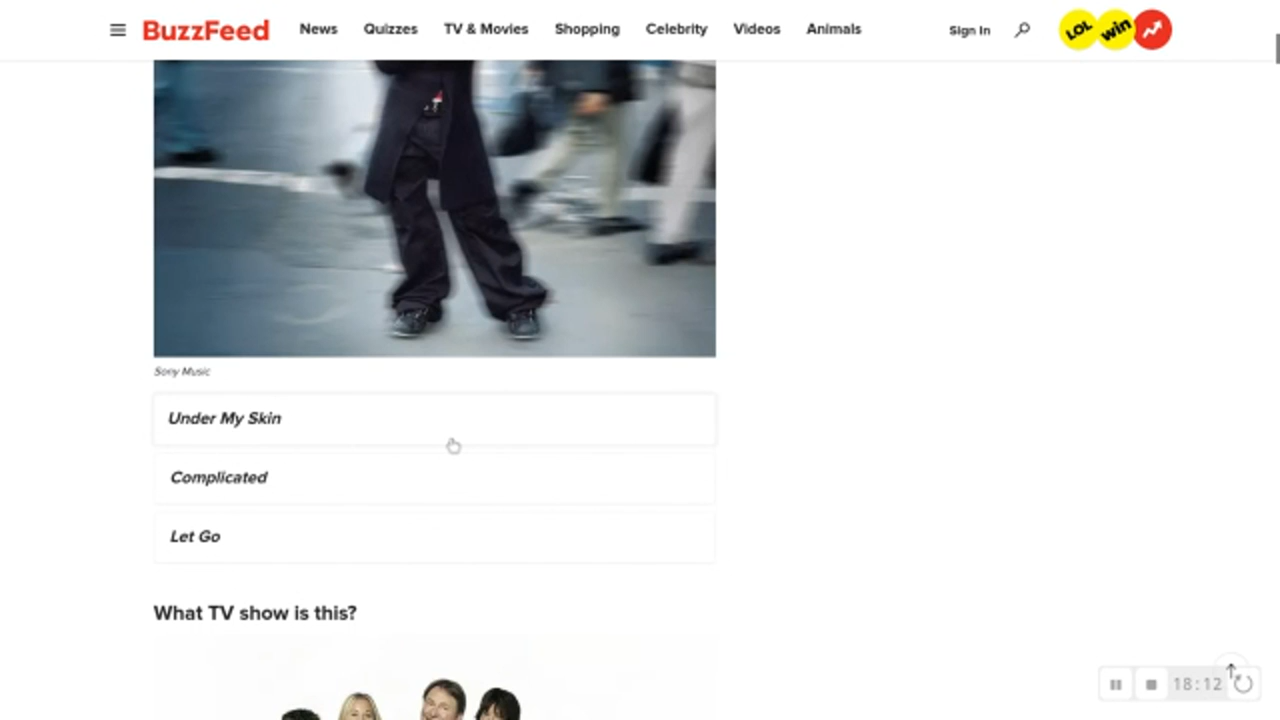 BuzzFeed News Quizzes TV & Movies Shopping Celebrity Videos Animals Sign In LOL win
Sony Music
Under My Skin
Complicated
Let Go
What TV show is this?
18:12